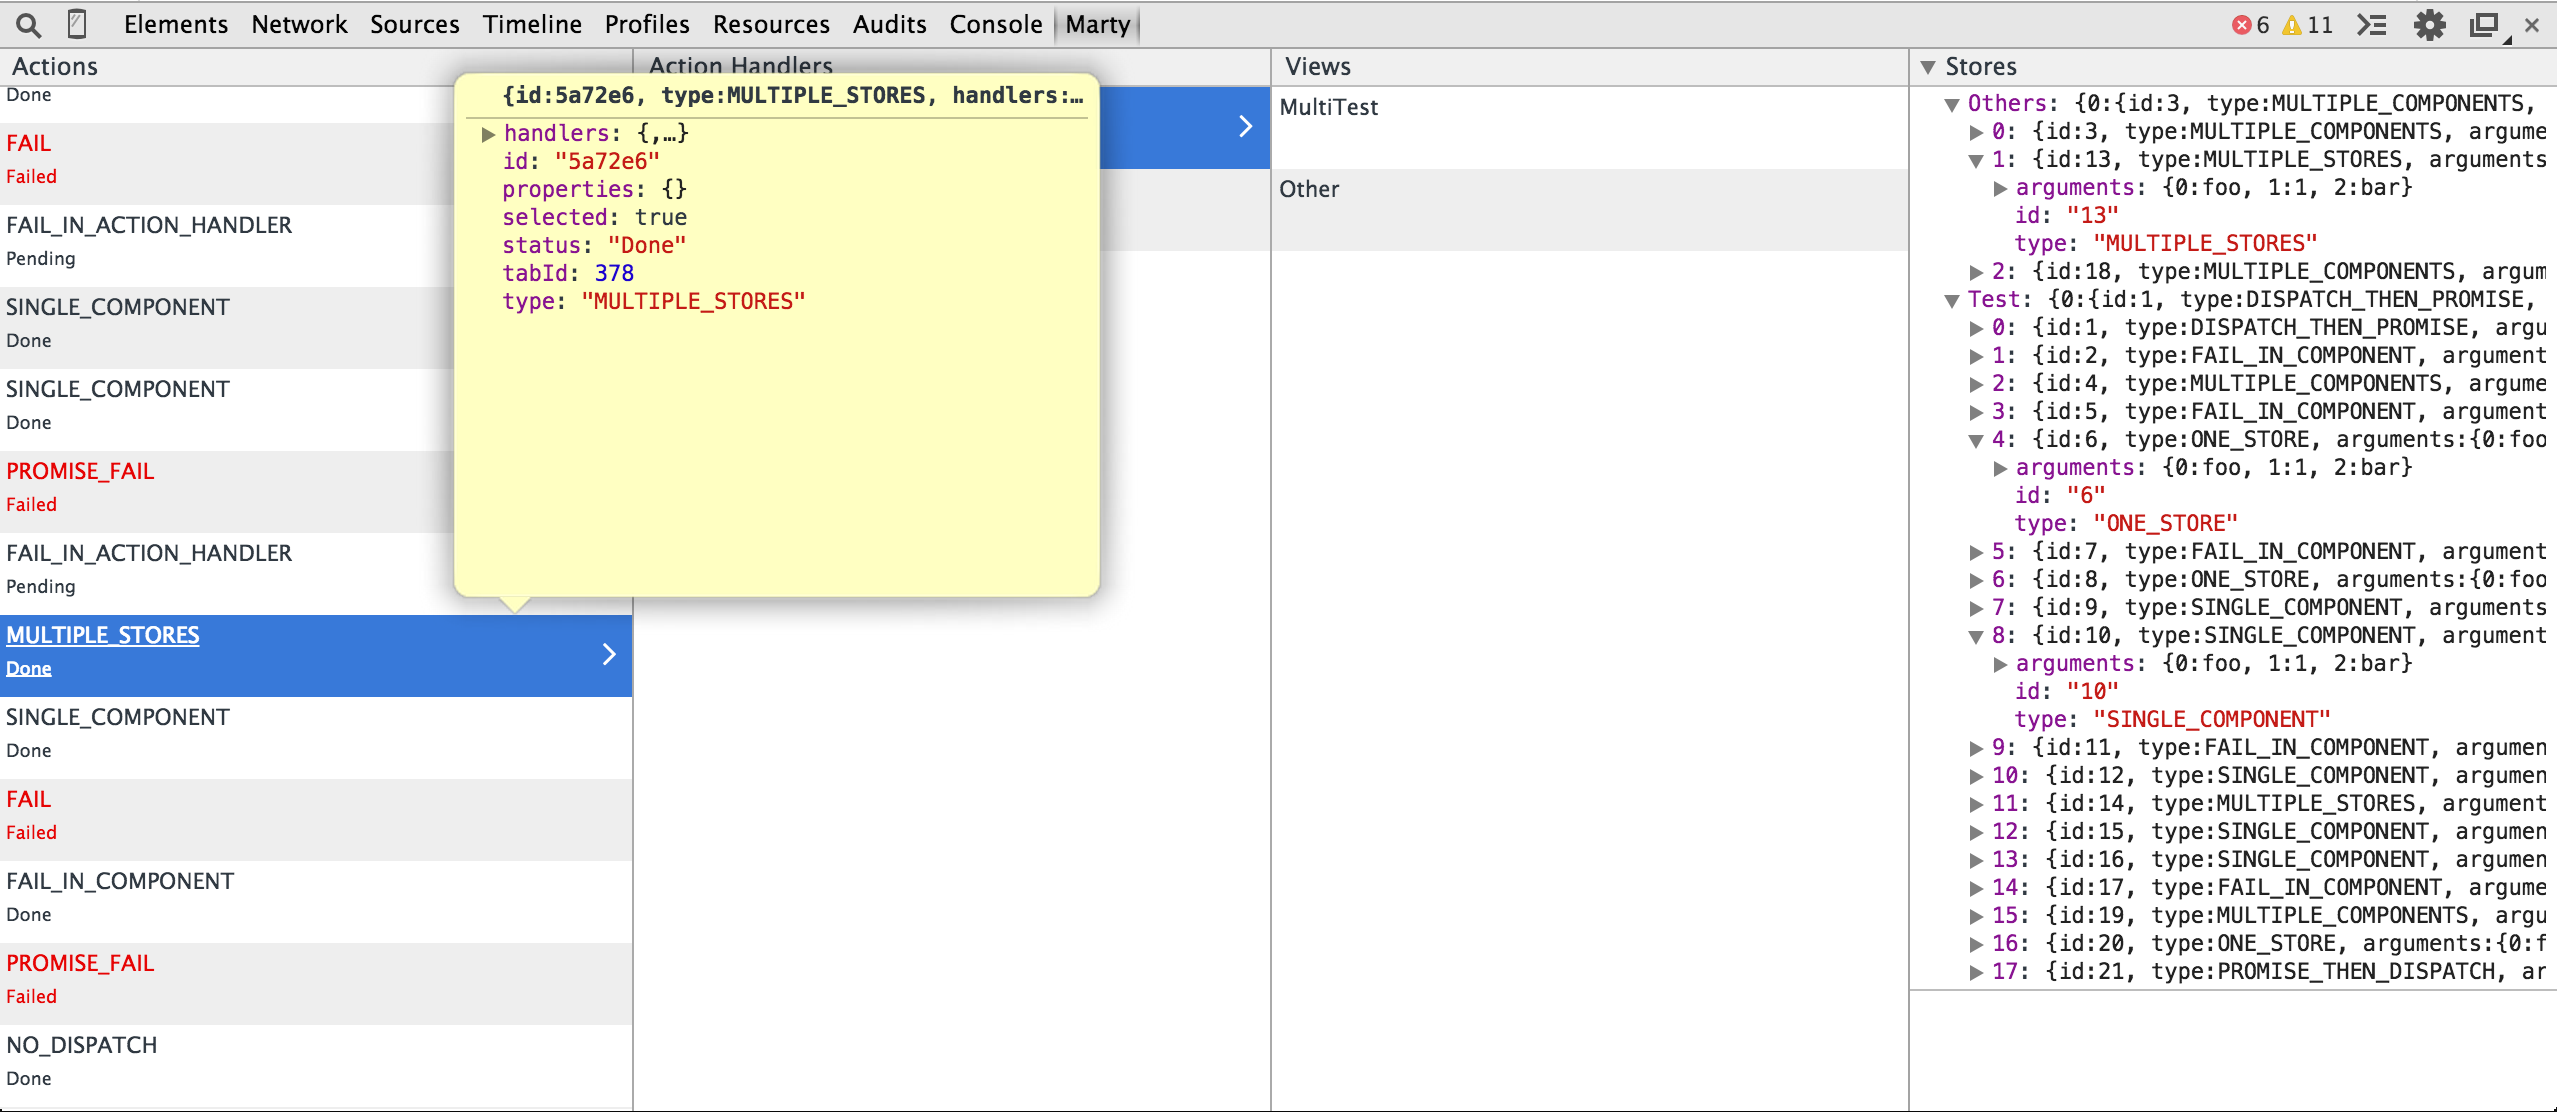 Elements Network Sources Timeline Profiles Resources Audits Console Marty 6 11
Actions
Done
FAIL
Failed
FAIL_IN_ACTION_HANDLER
Pending
SINGLE_COMPONENT
Done
SINGLE_COMPONENT
Done
PROMISE_FAIL
Failed
FAIL_IN_ACTION_HANDLER
Pending
MULTIPLE_STORES
Done
SINGLE_COMPONENT
Done
FAIL
Failed
FAIL_IN_COMPONENT
Done
PROMISE_FAIL
Failed
NO_DISPATCH
Done
Action Handlers
{id:5a72e6, type:MULTIPLE_STORES, handlers:…
handlers: {,…}
id: "5a72e6"
properties: {}
selected: true
status: "Done"
tabId: 378
type: "MULTIPLE_STORES"
Views
MultiTest
Other
Stores
Others: {0:{id:3, type:MULTIPLE_COMPONENTS,
0: {id:3, type:MULTIPLE_COMPONENTS, argume
1: {id:13, type:MULTIPLE_STORES, arguments
arguments: {0:foo, 1:1, 2:bar}
id: "13"
type: "MULTIPLE_STORES"
2: {id:18, type:MULTIPLE_COMPONENTS, argum
Test: {0:{id:1, type:DISPATCH_THEN_PROMISE,
0: {id:1, type:DISPATCH_THEN_PROMISE, argu
1: {id:2, type:FAIL_IN_COMPONENT, argument
2: {id:4, type:MULTIPLE_COMPONENTS, argume
3: {id:5, type:FAIL_IN_COMPONENT, argument
4: {id:6, type:ONE_STORE, arguments:{0:foo
arguments: {0:foo, 1:1, 2:bar}
id: "6"
type: "ONE_STORE"
5: {id:7, type:FAIL_IN_COMPONENT, argument
6: {id:8, type:ONE_STORE, arguments:{0:foo
7: {id:9, type:SINGLE_COMPONENT, arguments
8: {id:10, type:SINGLE_COMPONENT, argument
arguments: {0:foo, 1:1, 2:bar}
id: "10"
type: "SINGLE_COMPONENT"
9: {id:11, type:FAIL_IN_COMPONENT, argumen
10: {id:12, type:SINGLE_COMPONENT, argumen
11: {id:14, type:MULTIPLE_STORES, argument
12: {id:15, type:SINGLE_COMPONENT, argumen
13: {id:16, type:SINGLE_COMPONENT, argumen
14: {id:17, type:FAIL_IN_COMPONENT, argume
15: {id:19, type:MULTIPLE_COMPONENTS, argu
16: {id:20, type:ONE_STORE, arguments:{0:f
17: {id:21, type:PROMISE_THEN_DISPATCH, ar